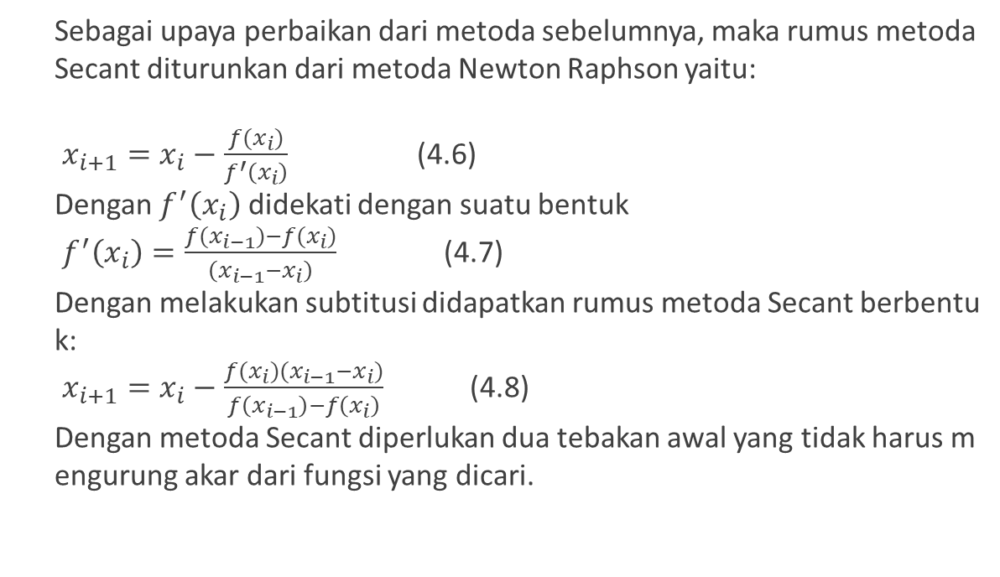 Sebagai upaya perbaikan dari metoda sebelumnya, maka rumus metoda
Secant diturunkan dari metoda Newton Raphson yaitu:
$x_{i+1} = x_i - \frac{f(x_i)}{f'(x_i)}$ (4.6)
Dengan $f'(x_i)$ didekati dengan suatu bentuk
$f'(x_i) = \frac{f(x_{i-1})-f(x_i)}{(x_{i-1}-x_i)}$ (4.7)
Dengan melakukan subtitusi didapatkan rumus metoda Secant berbentu
k:
$x_{i+1} = x_i - \frac{f(x_i)(x_{i-1}-x_i)}{f(x_{i-1})-f(x_i)}$ (4.8)
Dengan metoda Secant diperlukan dua tebakan awal yang tidak harus m
engurung akar dari fungsi yang dicari.